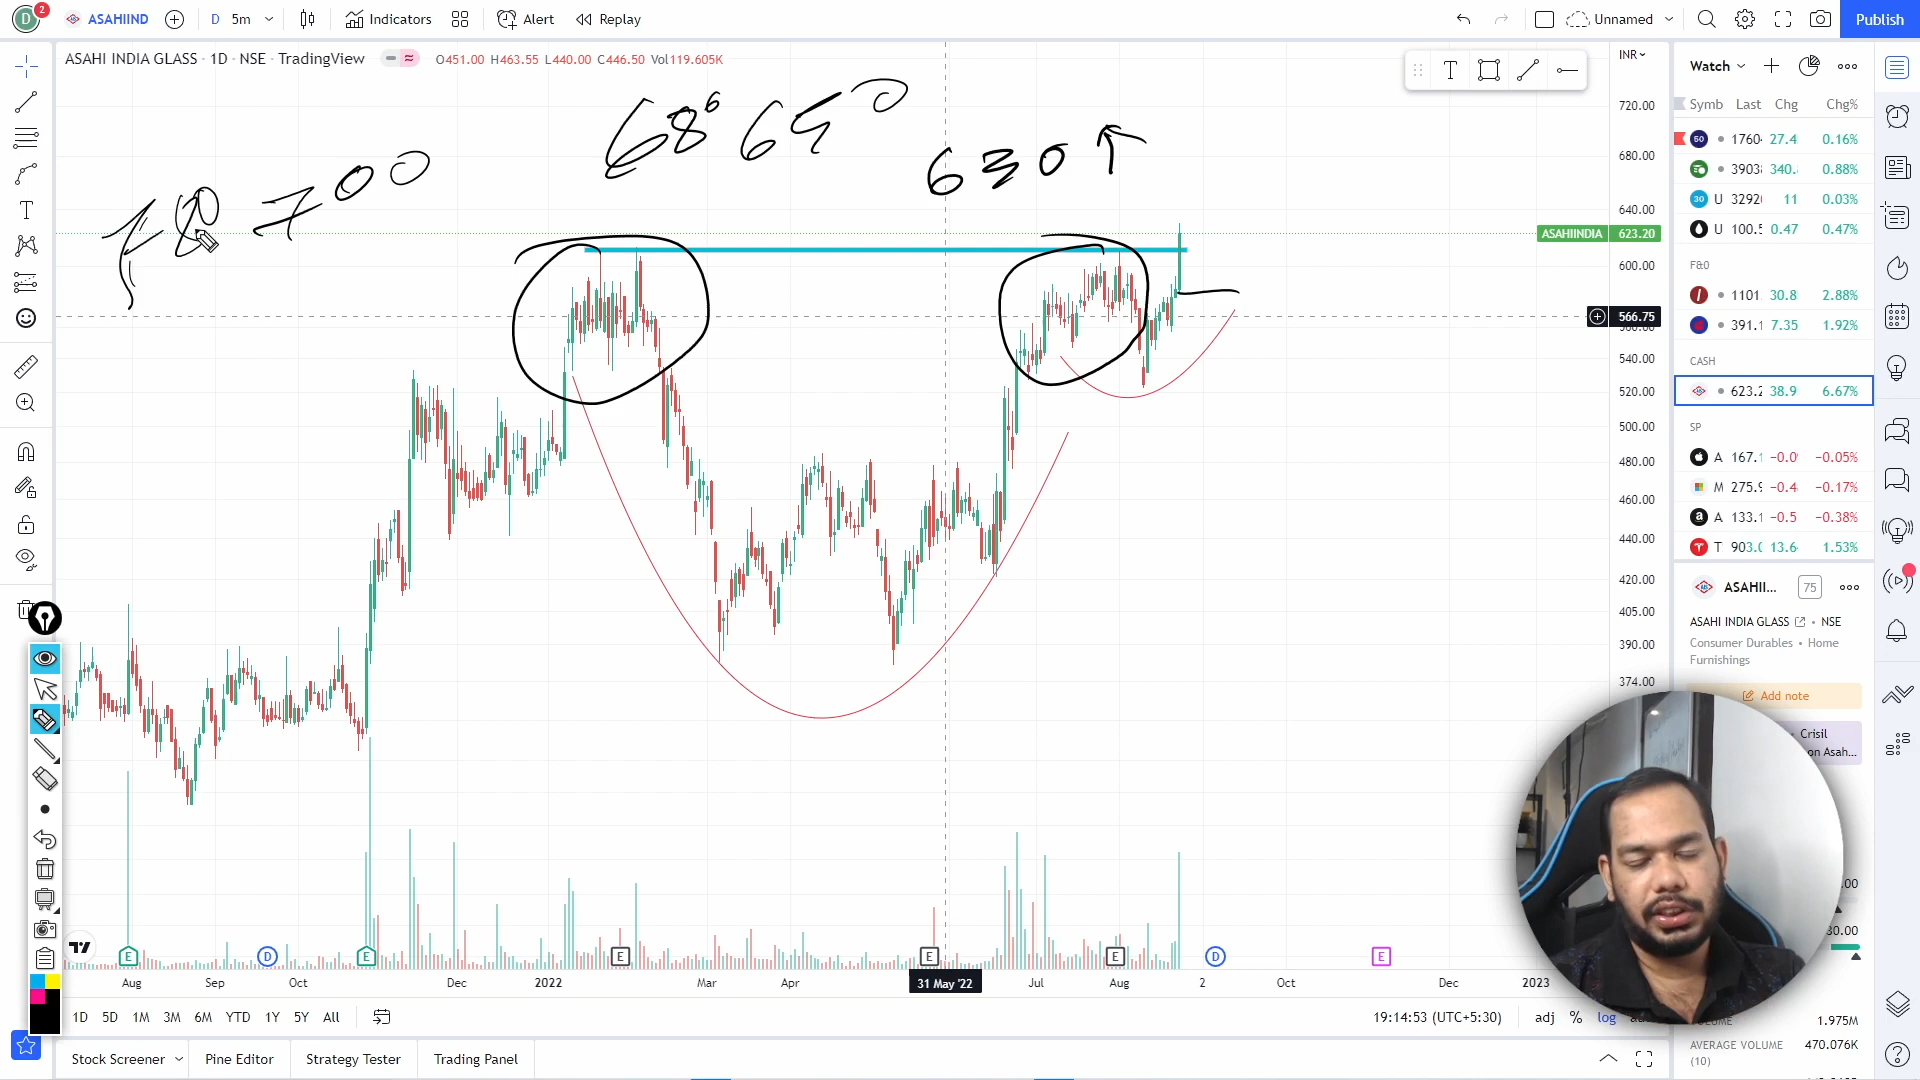 D 2 ASAHIIND D 5m Indicators Alert Replay Unnamed Publish
ASAHI INDIA GLASS · 1D · NSE · TradingView O451.00 H463.55 L440.00 C446.50 Vol119.605K
INR
720.00
680.00
640.00
ASAHIINDIA 623.20
600.00
566.75
540.00
520.00
500.00
480.00
460.00
440.00
420.00
405.00
390.00
374.00
650
630
700
Watch
Symb Last Chg Chg%
50 1760 27.4 0.16%
3903 340. 0.88%
30 U 3292 11 0.03%
U 100.5 0.47 0.47%
F&0
1101. 30.8 2.88%
391.1 7.35 1.92%
CASH
623.2 38.9 6.67%
SP
A 167.1 −0.0 −0.05%
M 275.9 −0.4 −0.17%
A 133.1 −0.5 −0.38%
T 903.0 13.6 1.53%
ASAHII... 75
ASAHI INDIA GLASS • NSE
Consumer Durables • Home
Furnishings
Add note
Crisil
on Asah...
E D E E E E D E
Aug Sep Oct Dec 2022 Mar Apr 31 May '22 Jul Aug 2 Oct Dec 2023
1D 5D 1M 3M 6M YTD 1Y 5Y All 19:14:53 (UTC+5:30) adj % log
1.975M
AVERAGE VOLUME 470.076K
(10)
Stock Screener Pine Editor Strategy Tester Trading Panel